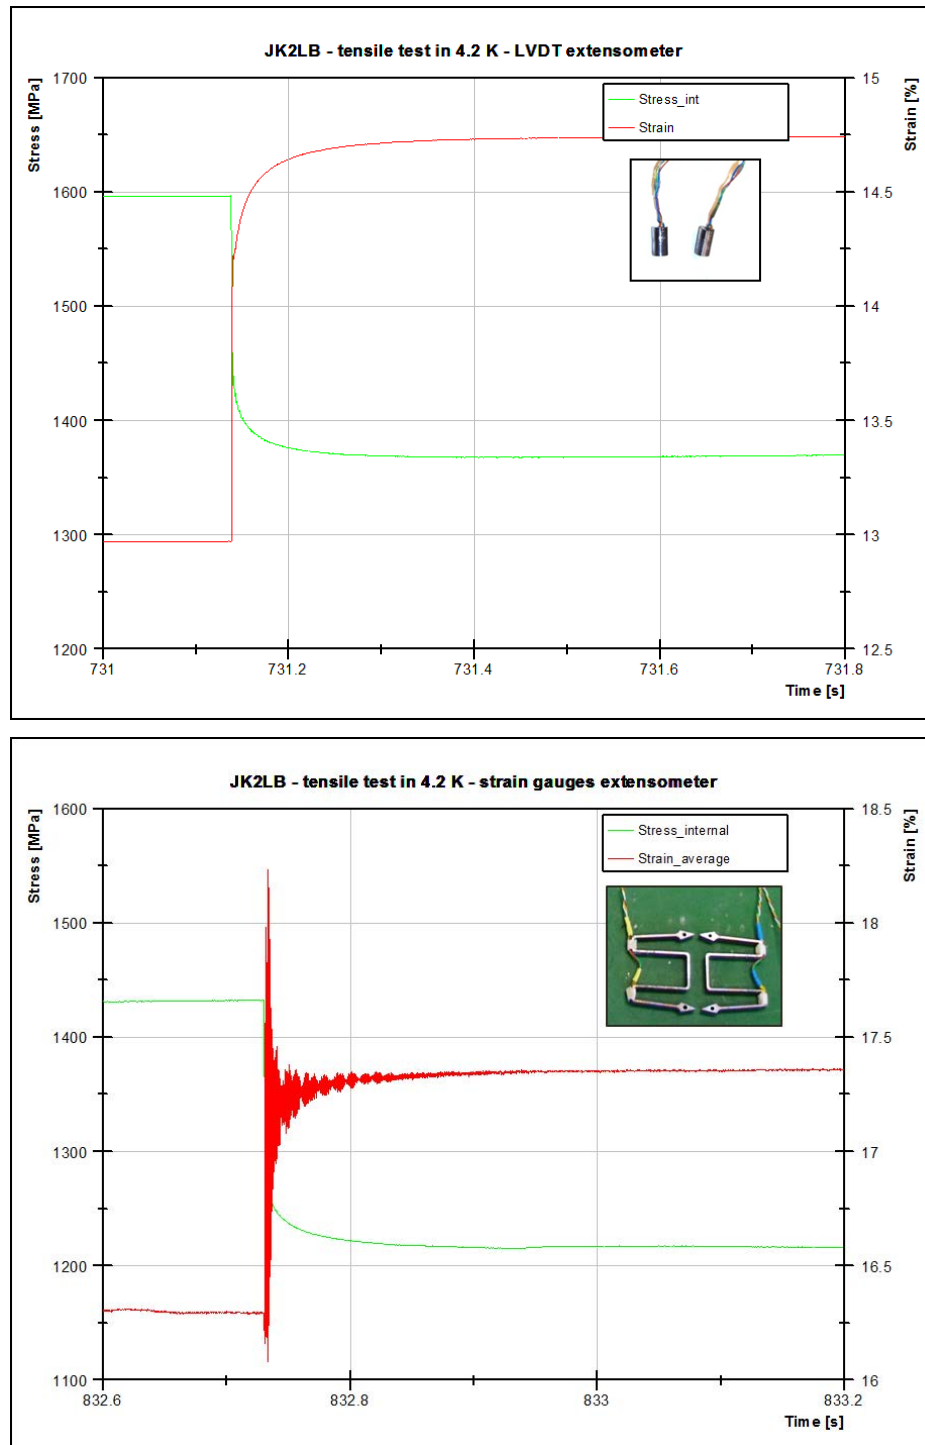 JK2LB - tensile test in 4.2 K - LVDT extensometer
Stress [MPa]
Strain [%]
1700
1600
1500
1400
1300
1200
15
14.5
14
13.5
13
12.5
Stress_int
Strain
731
731.2
731.4
731.6
731.8
Time [s]
JK2LB - tensile test in 4.2 K - strain gauges extensometer
Stress [MPa]
Strain [%]
1600
1500
1400
1300
1200
1100
18.5
18
17.5
17
16.5
16
Stress_internal
Strain_average
832.6
832.8
833
833.2
Time [s]